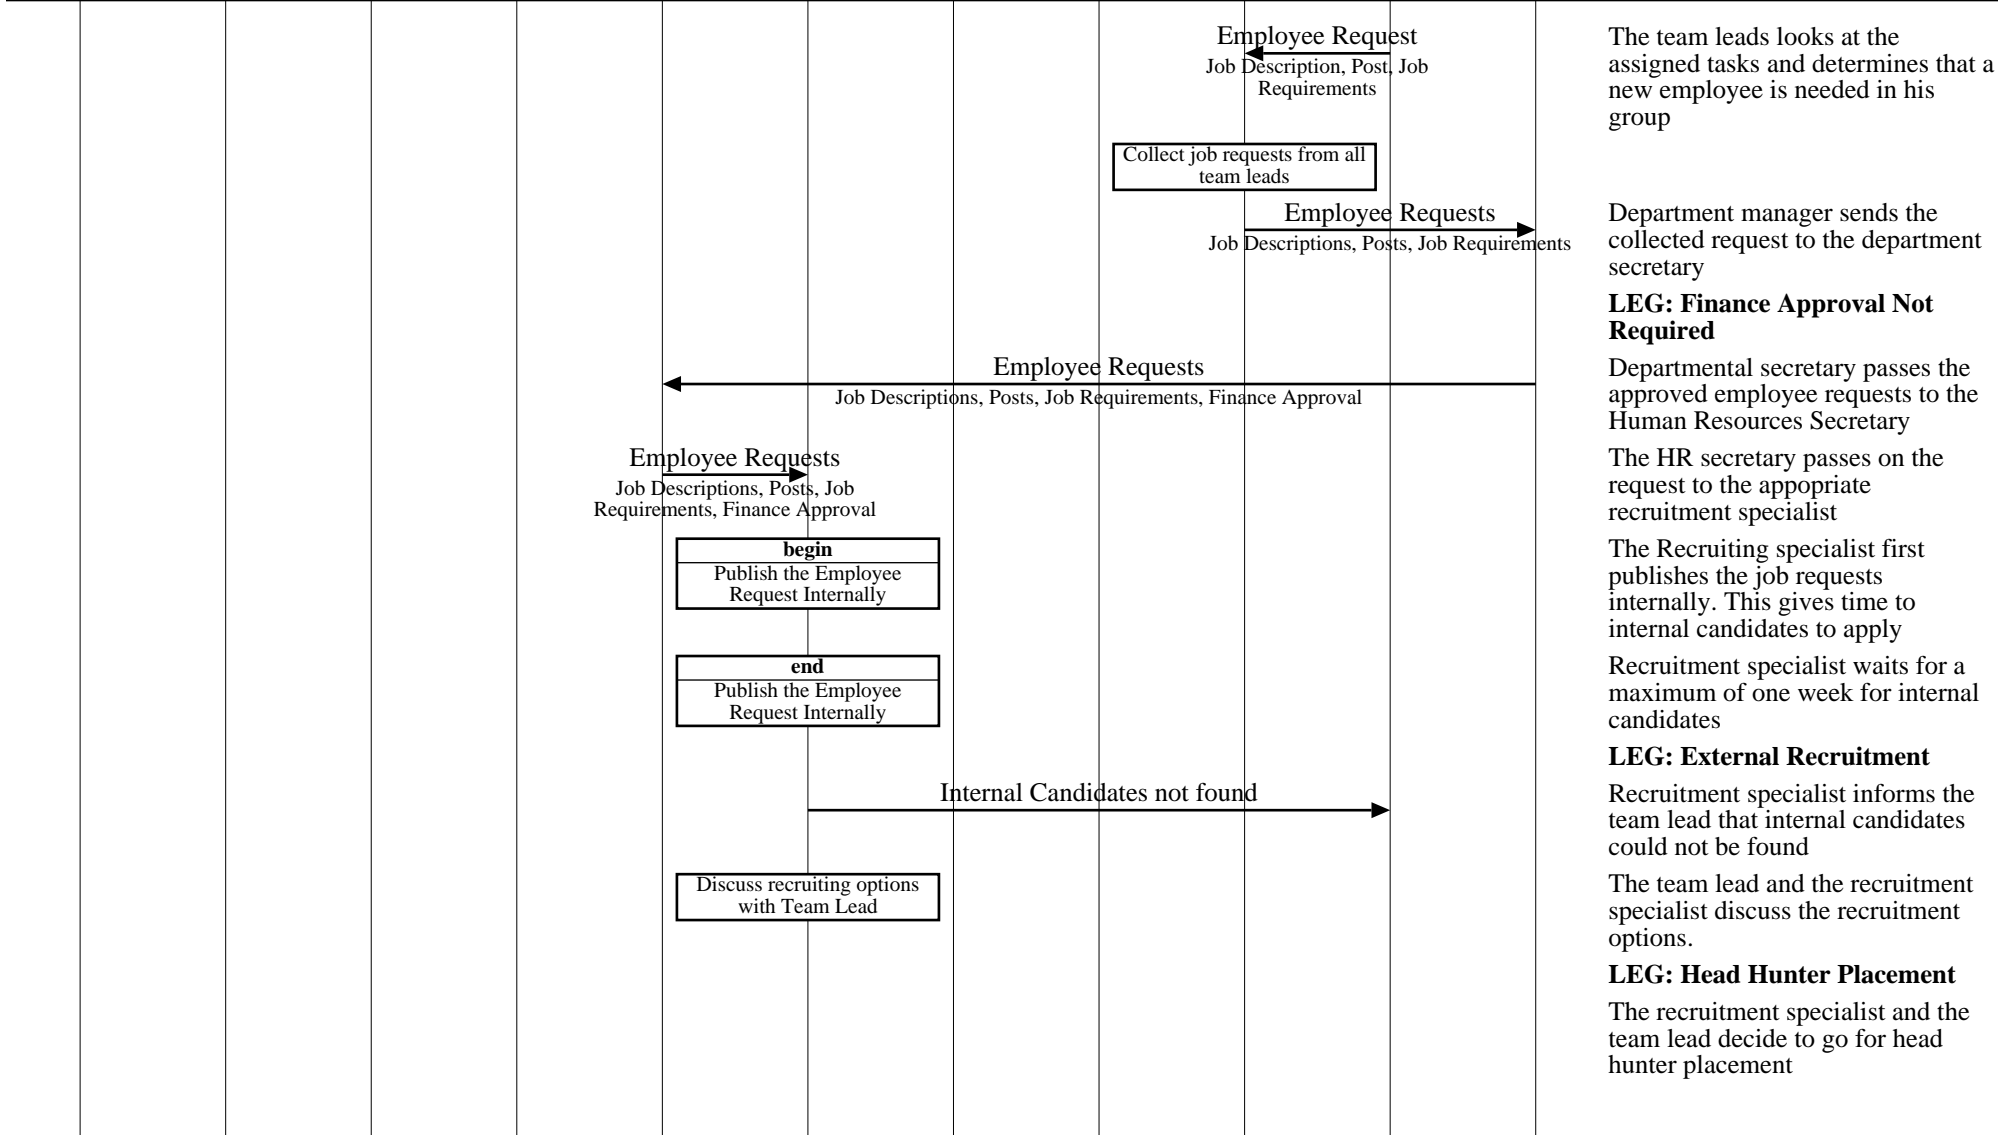 Employee Request
Job Description, Post, Job
Requirements
The team leads looks at the
assigned tasks and determines that a
new employee is needed in his
group
Collect job requests from all
team leads
Employee Requests
Job Descriptions, Posts, Job Requirements
Department manager sends the
collected request to the department
secretary
LEG: Finance Approval Not
Required
Employee Requests
Job Descriptions, Posts, Job Requirements, Finance Approval
Departmental secretary passes the
approved employee requests to the
Human Resources Secretary
Employee Requests
Job Descriptions, Posts, Job
Requirements, Finance Approval
The HR secretary passes on the
request to the appopriate
recruitment specialist
begin
Publish the Employee
Request Internally
The Recruiting specialist first
publishes the job requests
internally. This gives time to
internal candidates to apply
end
Publish the Employee
Request Internally
Recruitment specialist waits for a
maximum of one week for internal
candidates
LEG: External Recruitment
Internal Candidates not found
Recruitment specialist informs the
team lead that internal candidates
could not be found
Discuss recruiting options
with Team Lead
The team lead and the recruitment
specialist discuss the recruitment
options.
LEG: Head Hunter Placement
The recruitment specialist and the
team lead decide to go for head
hunter placement